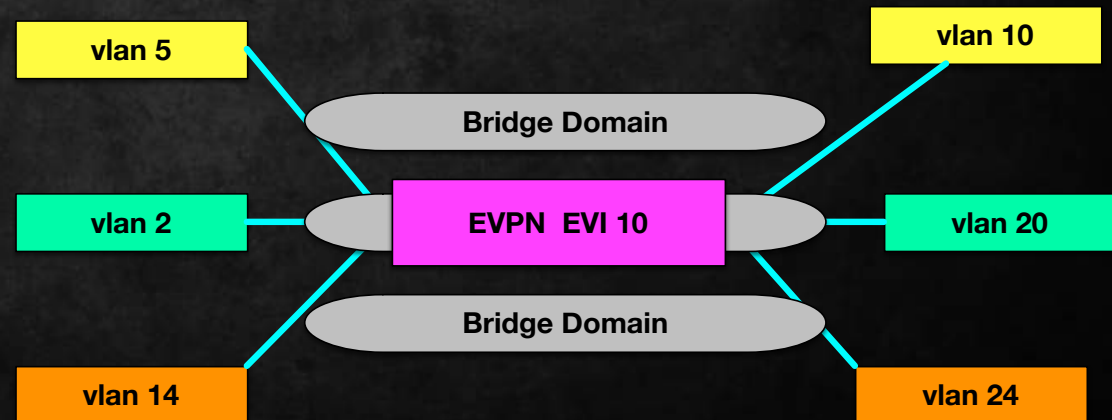 vlan 5
vlan 10
Bridge Domain
vlan 2
EVPN EVI 10
vlan 20
Bridge Domain
vlan 14
vlan 24